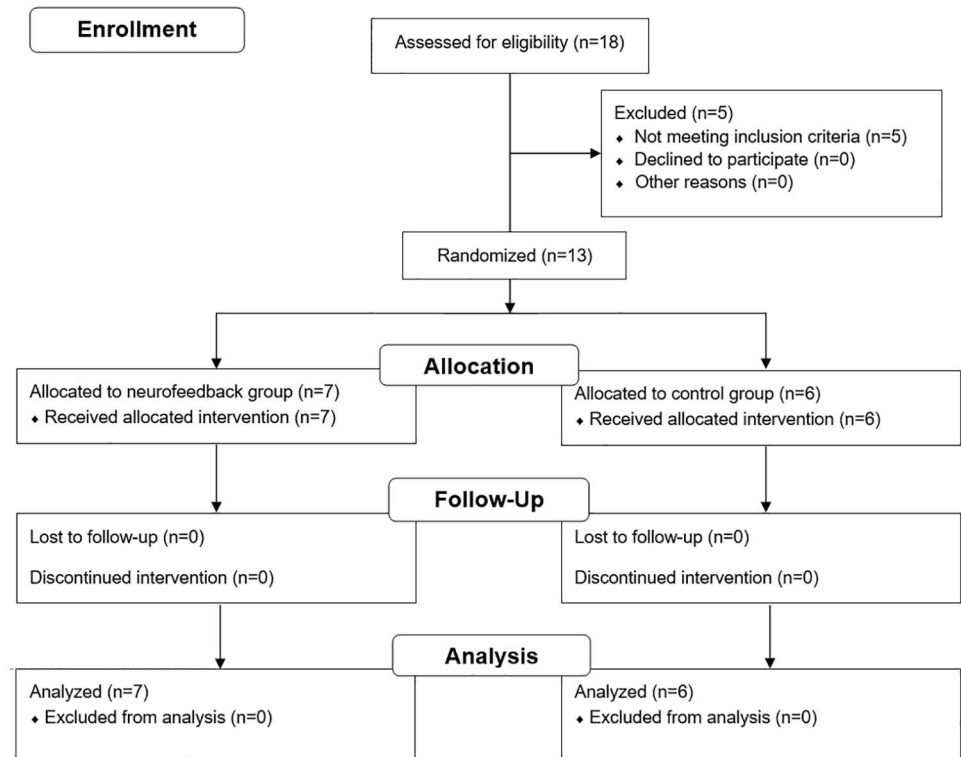 Enrollment
Assessed for eligibility (n=18)
Excluded (n=5)
⬥ Not meeting inclusion criteria (n=5)
⬥ Declined to participate (n=0)
⬥ Other reasons (n=0)
Randomized (n=13)
Allocation
Allocated to neurofeedback group (n=7)
⬥ Received allocated intervention (n=7)
Allocated to control group (n=6)
⬥ Received allocated intervention (n=6)
Follow-Up
Lost to follow-up (n=0)
Discontinued intervention (n=0)
Lost to follow-up (n=0)
Discontinued intervention (n=0)
Analysis
Analyzed (n=7)
⬥ Excluded from analysis (n=0)
Analyzed (n=6)
⬥ Excluded from analysis (n=0)